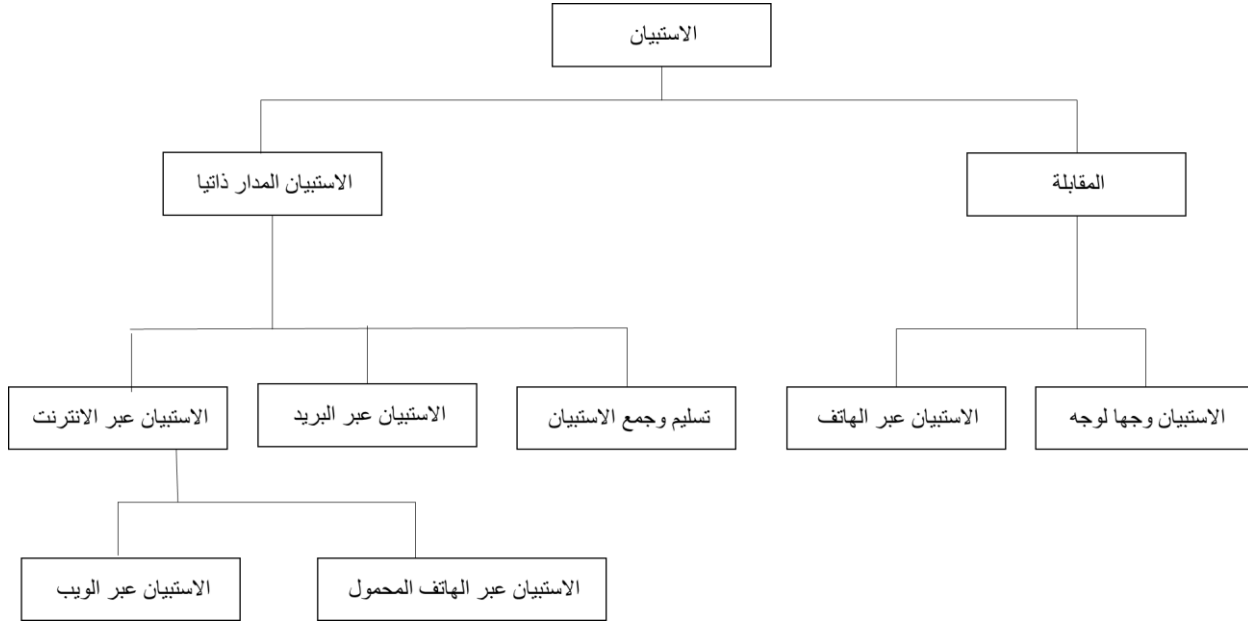 الاستبيان
المقابلة
الاستبيان المدار ذاتيا
الاستبيان وجها لوجه
الاستبيان عبر الهاتف
تسليم وجمع الاستبيان
الاستبيان عبر البريد
الاستبيان عبر الانترنت
الاستبيان عبر الهاتف المحمول
الاستبيان عبر الويب